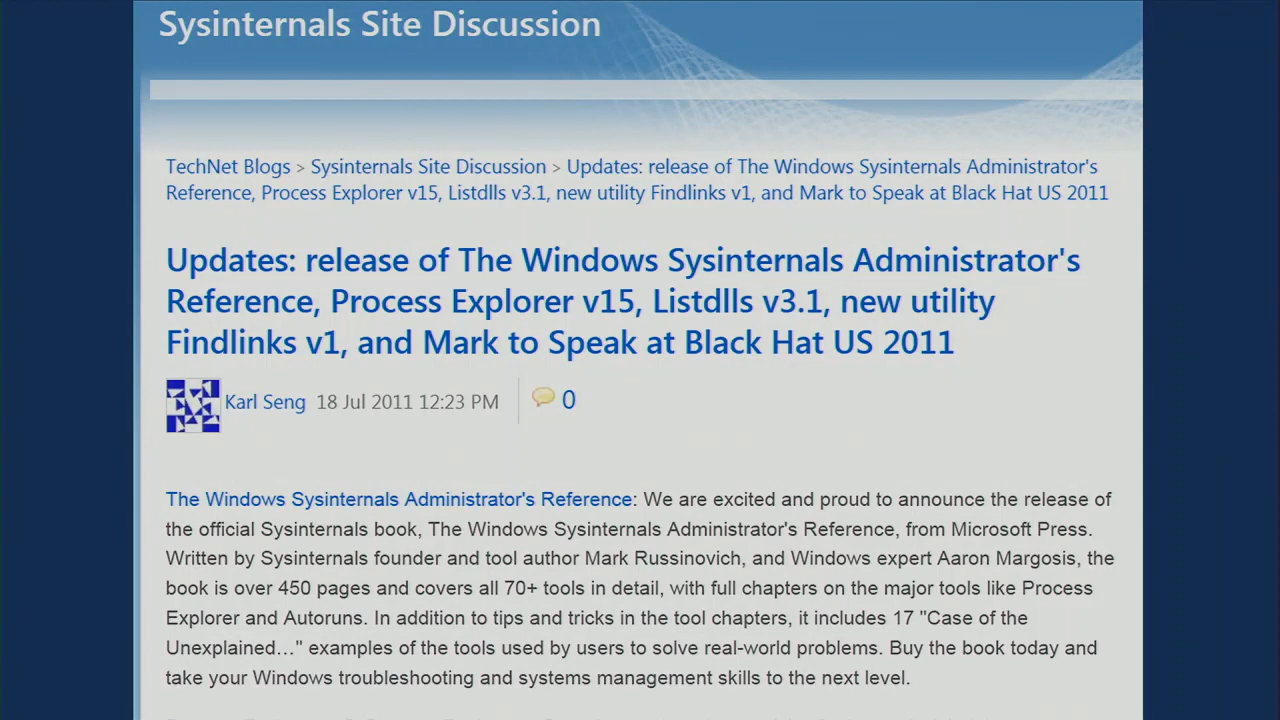 Sysinternals Site Discussion
TechNet Blogs > Sysinternals Site Discussion > Updates: release of The Windows Sysinternals Administrator's
Reference, Process Explorer v15, Listdlls v3.1, new utility Findlinks v1, and Mark to Speak at Black Hat US 2011
Updates: release of The Windows Sysinternals Administrator's
Reference, Process Explorer v15, Listdlls v3.1, new utility
Findlinks v1, and Mark to Speak at Black Hat US 2011
Karl Seng 18 Jul 2011 12:23 PM 0
The Windows Sysinternals Administrator's Reference: We are excited and proud to announce the release of
the official Sysinternals book, The Windows Sysinternals Administrator's Reference, from Microsoft Press.
Written by Sysinternals founder and tool author Mark Russinovich, and Windows expert Aaron Margosis, the
book is over 450 pages and covers all 70+ tools in detail, with full chapters on the major tools like Process
Explorer and Autoruns. In addition to tips and tricks in the tool chapters, it includes 17 "Case of the
Unexplained…" examples of the tools used by users to solve real-world problems. Buy the book today and
take your Windows troubleshooting and systems management skills to the next level.